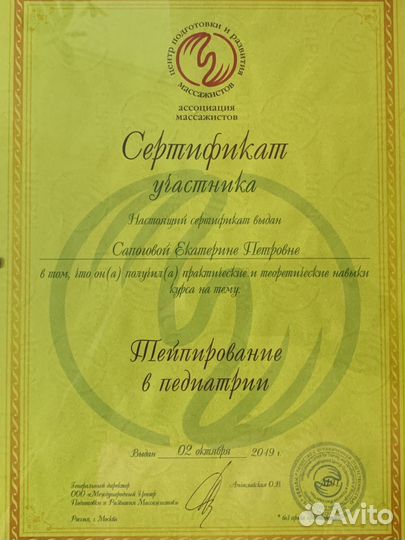 центр подготовки и развития
массажистов
ассоциация
массажистов
Сертификат
участника
Настоящий сертификат выдан
Сапоговой Екатерине Петровне
в том, что он(а) получил(а) практические и теоретические навыки
курса на тему:
Тейпирование
в педиатрии
Выдан 02 октября 2019 г.
Генеральный директор
ООО «Международный Центр
Подготовки и Развития Массажистов»
Россия, г. Москва
О.В.
Avito